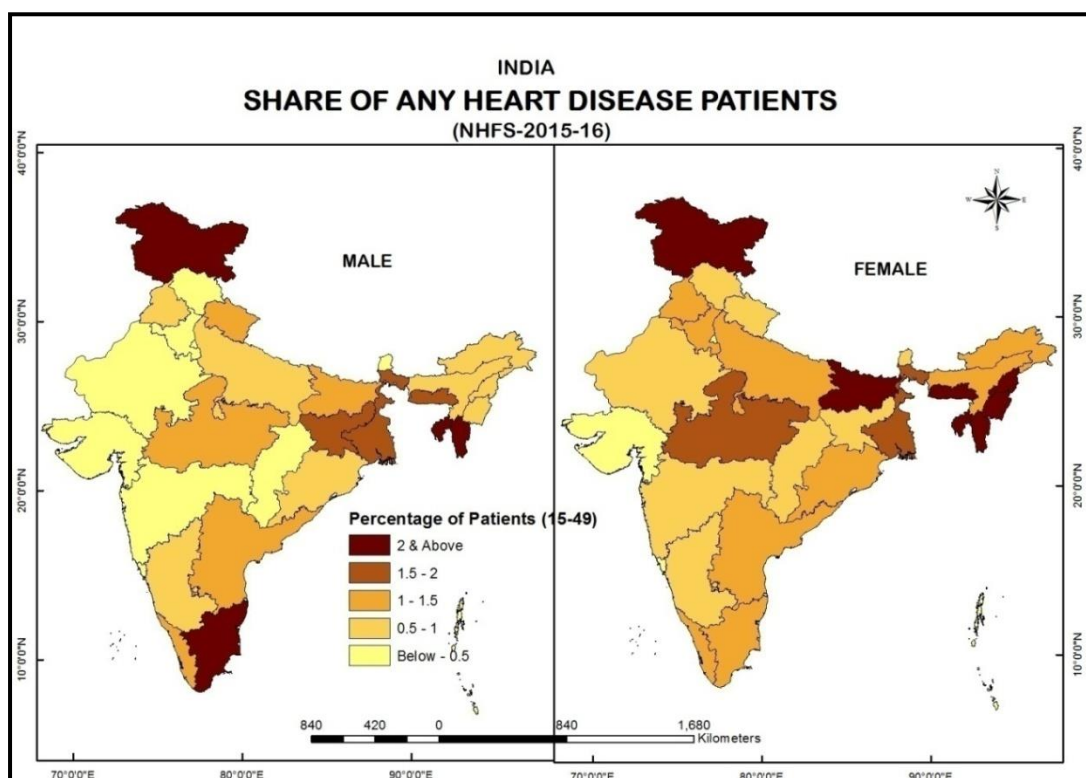 INDIA
SHARE OF ANY HEART DISEASE PATIENTS
(NHFS-2015-16)
40°0'0"N
40°0'0"N
N
W E
S
MALE
FEMALE
30°0'0"N
30°0'0"N
20°0'0"N
20°0'0"N
Percentage of Patients (15-49)
2 & Above
1.5 - 2
1 - 1.5
0.5 - 1
Below - 0.5
10°0'0"N
10°0'0"N
840 420 0 840 1,680
Kilometers
70°0'0"E 80°0'0"E 90°0'0"E 70°0'0"E 80°0'0"E 90°0'0"E